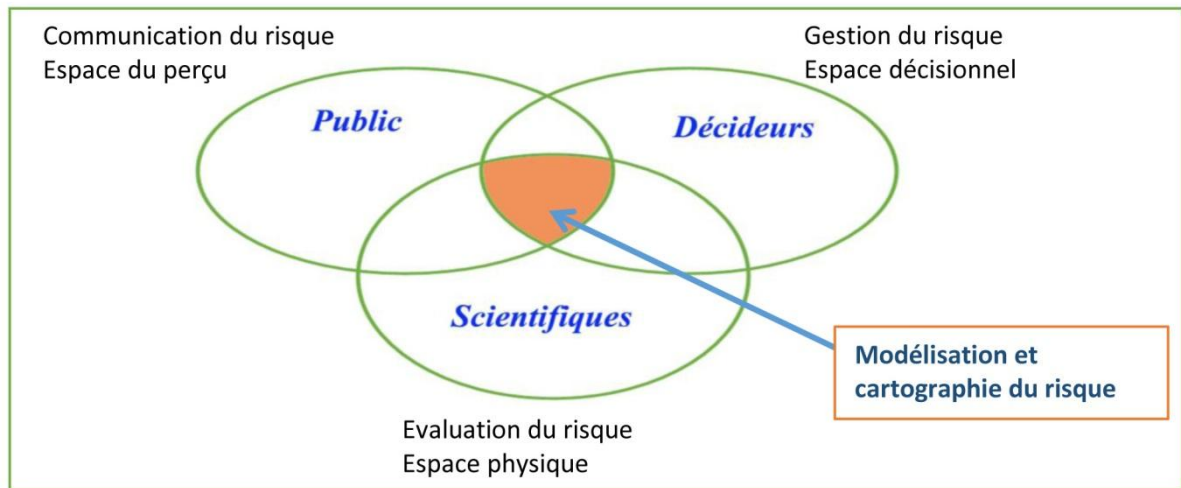 Communication du risque
Espace du perçu
Gestion du risque
Espace décisionnel
Public
Décideurs
Scientifiques
Modélisation et
cartographie du risque
Evaluation du risque
Espace physique